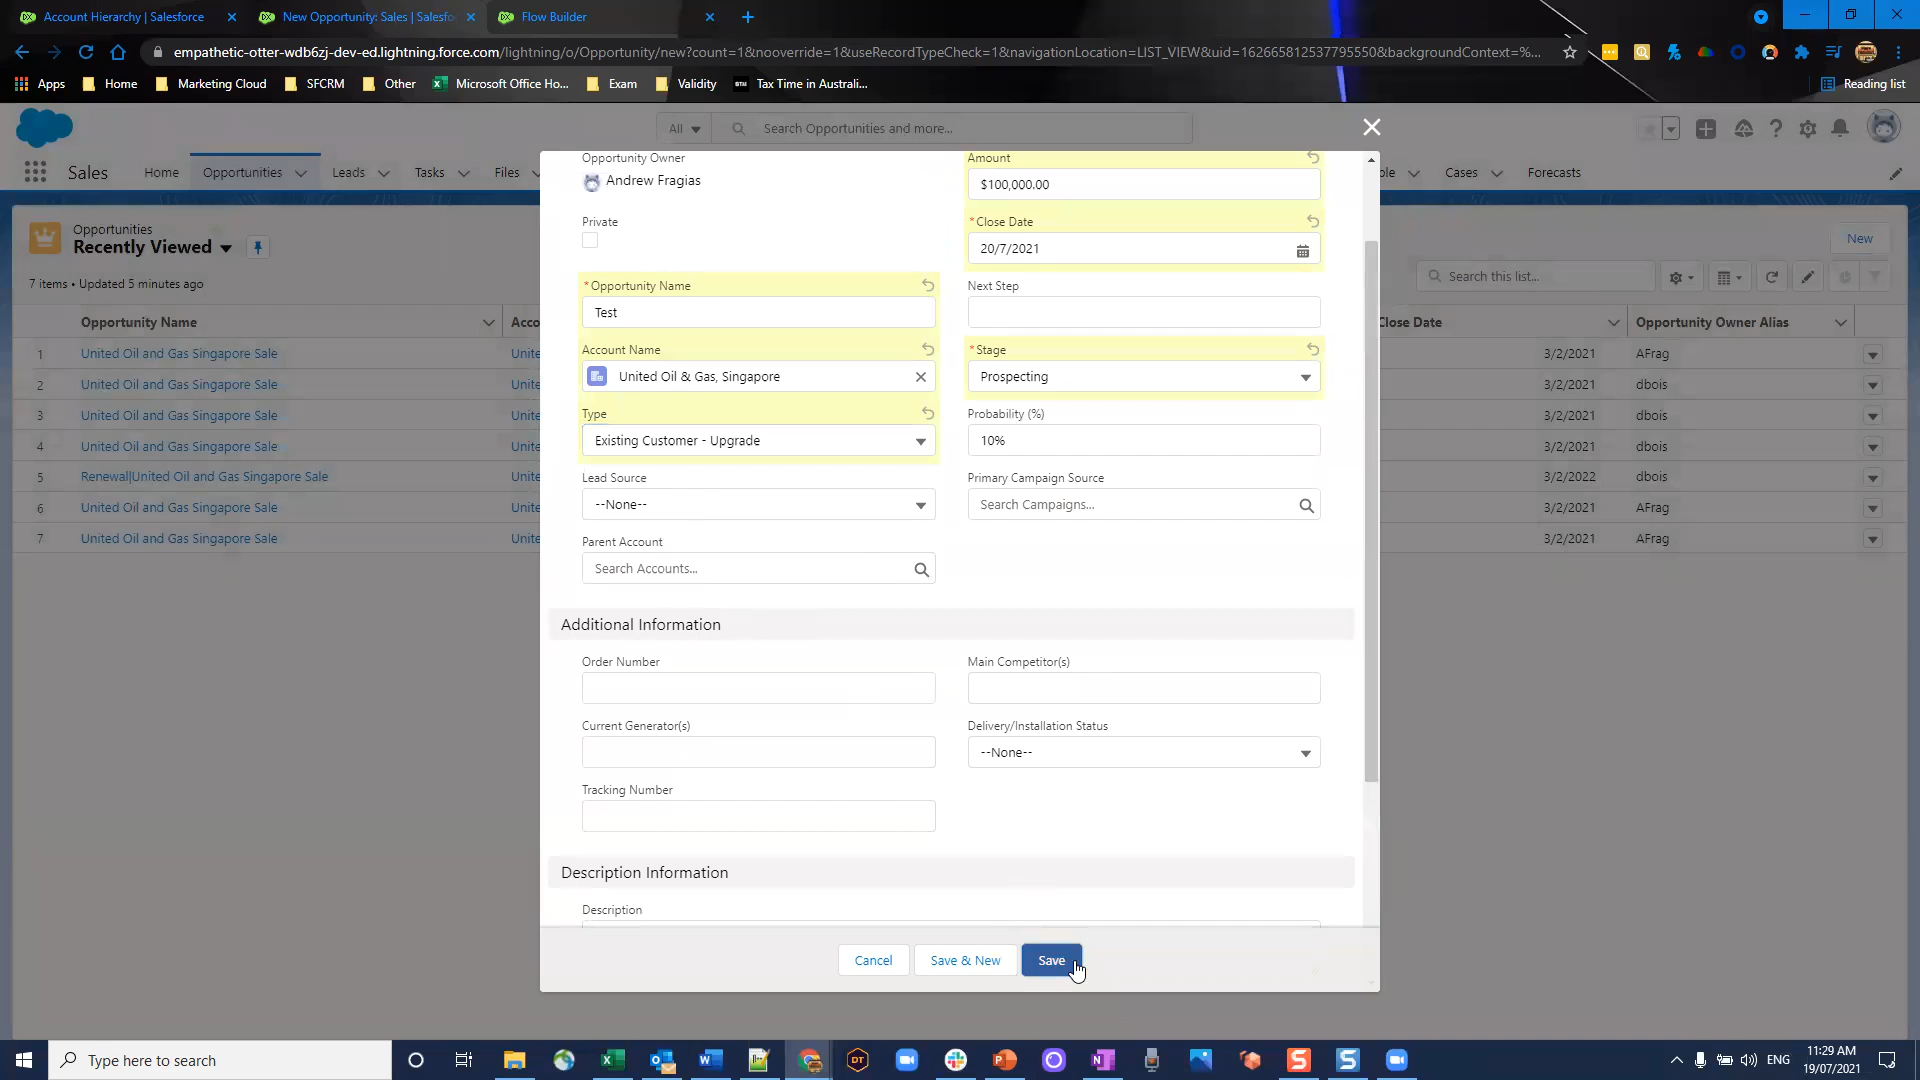 Account Hierarchy | Salesforce
New Opportunity: Sales | Salesfo
Flow Builder
empathetic-otter-wdb6zj-dev-ed.lightning.force.com/lightning/o/Opportunity/new?count=1&nooverride=1&useRecordTypeCheck=1&navigationLocation=LIST_VIEW&uid=162665812537795550&backgroundContext=%...
Apps Home Marketing Cloud SFCRM Other Microsoft Office Ho... Exam Validity Tax Time in Australi... Reading list
All Search Opportunities and more...
Sales Home Opportunities Leads Tasks Files Cases Forecasts
Opportunities
Recently Viewed
New
7 items • Updated 5 minutes ago
Search this list...
Opportunity Name Acco Close Date Opportunity Owner Alias
1 United Oil and Gas Singapore Sale Unite 3/2/2021 AFrag
2 United Oil and Gas Singapore Sale Unite 3/2/2021 dbois
3 United Oil and Gas Singapore Sale Unite 3/2/2021 dbois
4 United Oil and Gas Singapore Sale Unite 3/2/2021 dbois
5 Renewal|United Oil and Gas Singapore Sale Unite 3/2/2022 dbois
6 United Oil and Gas Singapore Sale Unite 3/2/2021 AFrag
7 United Oil and Gas Singapore Sale Unite 3/2/2021 AFrag
Opportunity Owner
Andrew Fragias
Amount
$100,000.00
Private
*Close Date
20/7/2021
*Opportunity Name
Test
Next Step
Account Name
United Oil & Gas, Singapore
*Stage
Prospecting
Type
Existing Customer - Upgrade
Probability (%)
10%
Lead Source
--None--
Primary Campaign Source
Search Campaigns...
Parent Account
Search Accounts...
Additional Information
Order Number
Main Competitor(s)
Current Generator(s)
Delivery/Installation Status
--None--
Tracking Number
Description Information
Description
Cancel Save & New Save
Type here to search
ENG
11:29 AM
19/07/2021